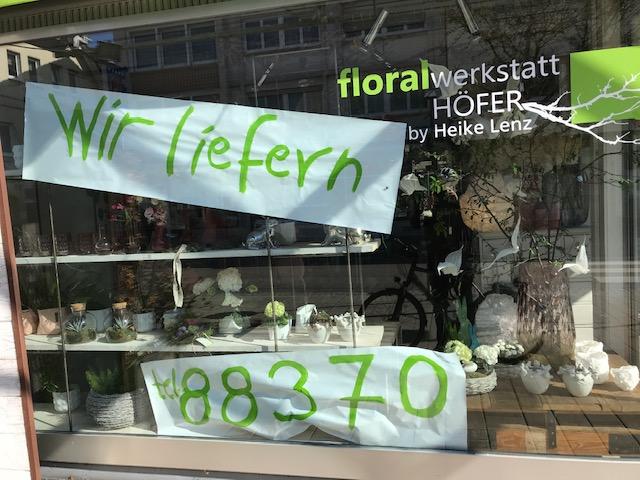 floralwerkstatt
HÖFER
by Heike Lenz
Wir liefern
tel. 88370